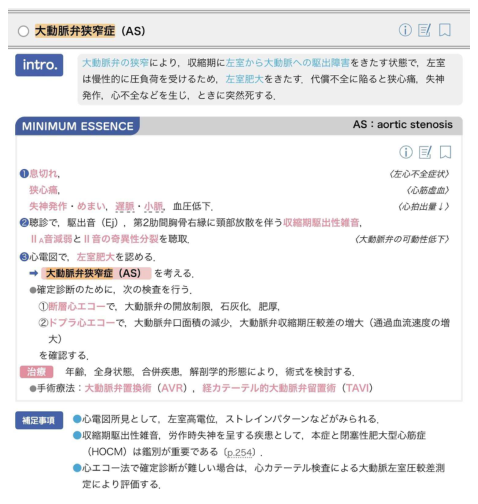 大動脈弁狭窄症（AS）
intro.
大動脈弁の狭窄により，収縮期に左室から大動脈への駆出障害をきたす状態で，左室
は慢性的に圧負荷を受けるため，左室肥大をきたす．代償不全に陥ると狭心痛，失神
発作，心不全などを生じ，ときに突然死する．
MINIMUM ESSENCE
AS：aortic stenosis
❶息切れ，
〈左心不全症状〉
狭心痛，
〈心筋虚血〉
失神発作・めまい，遅脈・小脈，血圧低下．
〈心拍出量↓〉
❷聴診で，駆出音（Ej），第2肋間胸骨右縁に頸部放散を伴う収縮期駆出性雑音，
ⅡA音減弱とⅡ音の奇異性分裂を聴取．
〈大動脈弁の可動性低下〉
❸心電図で，左室肥大を認める．
➡ 大動脈弁狭窄症（AS） を考える．
●確定診断のために，次の検査を行う．
①断層心エコーで，大動脈弁の開放制限，石灰化，肥厚，
②ドプラ心エコーで，大動脈弁口面積の減少，大動脈弁収縮期圧較差の増大（通過血流速度の増
大）
を確認する．
治療 年齢，全身状態，合併疾患，解剖学的形態により，術式を検討する．
●手術療法：大動脈弁置換術（AVR），経カテーテル的大動脈弁留置術（TAVI）
補足事項
●心電図所見として，左室高電位，ストレインパターンなどがみられる．
●収縮期駆出性雑音，労作時失神を呈する疾患として，本症と閉塞性肥大型心筋症
（HOCM）は鑑別が重要である（p.254）．
●心エコー法で確定診断が難しい場合は，心カテーテル検査による大動脈左室圧較差測
定により評価する．